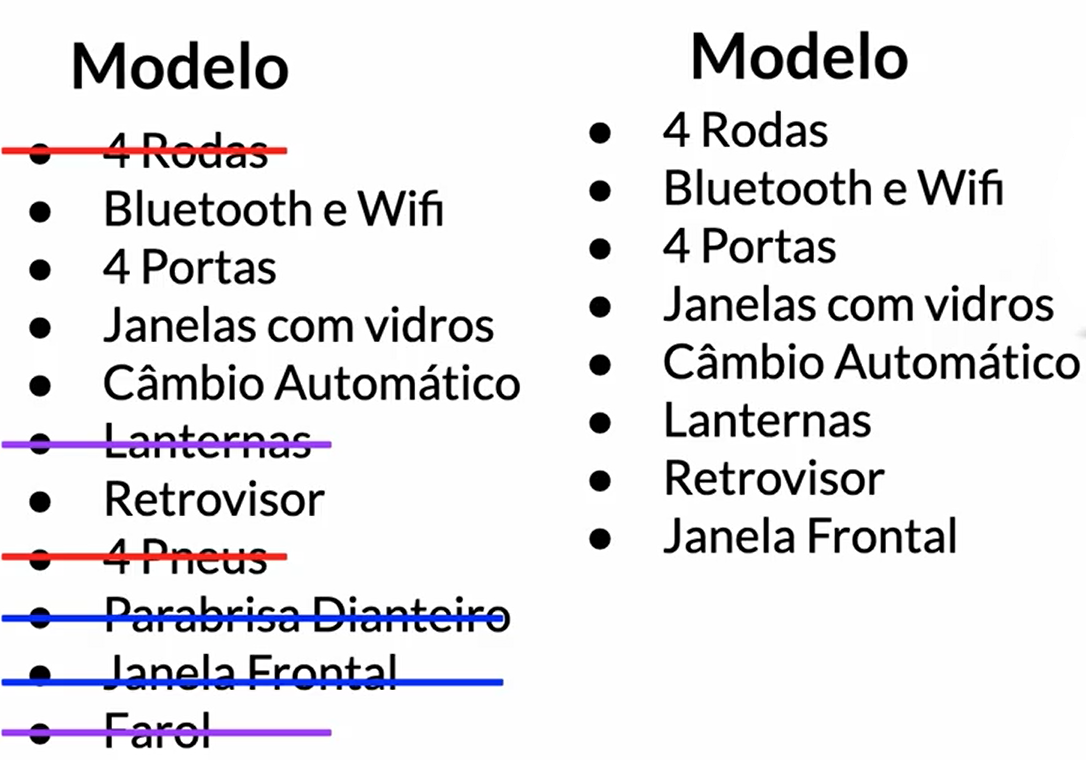 Modelo
● 4 Rodas
● Bluetooth e Wifi
● 4 Portas
● Janelas com vidros
● Câmbio Automático
● Lanternas
● Retrovisor
● 4 Pneus
● Parabrisa Dianteiro
● Janela Frontal
● Farol
Modelo
● 4 Rodas
● Bluetooth e Wifi
● 4 Portas
● Janelas com vidros
● Câmbio Automático
● Lanternas
● Retrovisor
● Janela Frontal